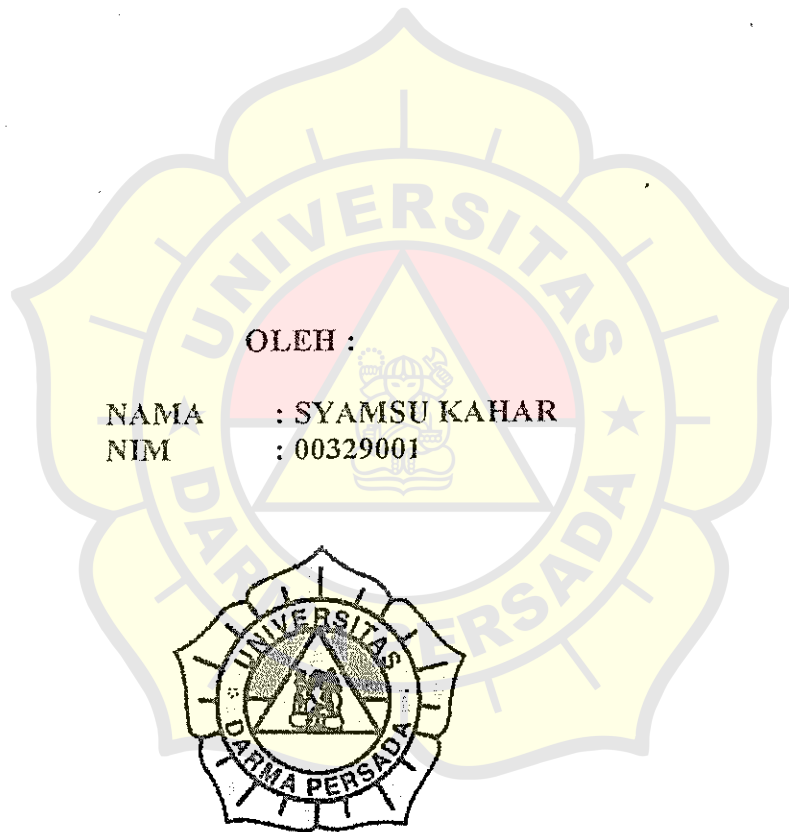 OLEH :
NAMA : SYAMSU KAHAR
NIM : 00329001
UNIVERSITAS
DARMA PERSADA
UNIVERSITAS
DARMA PERSADA